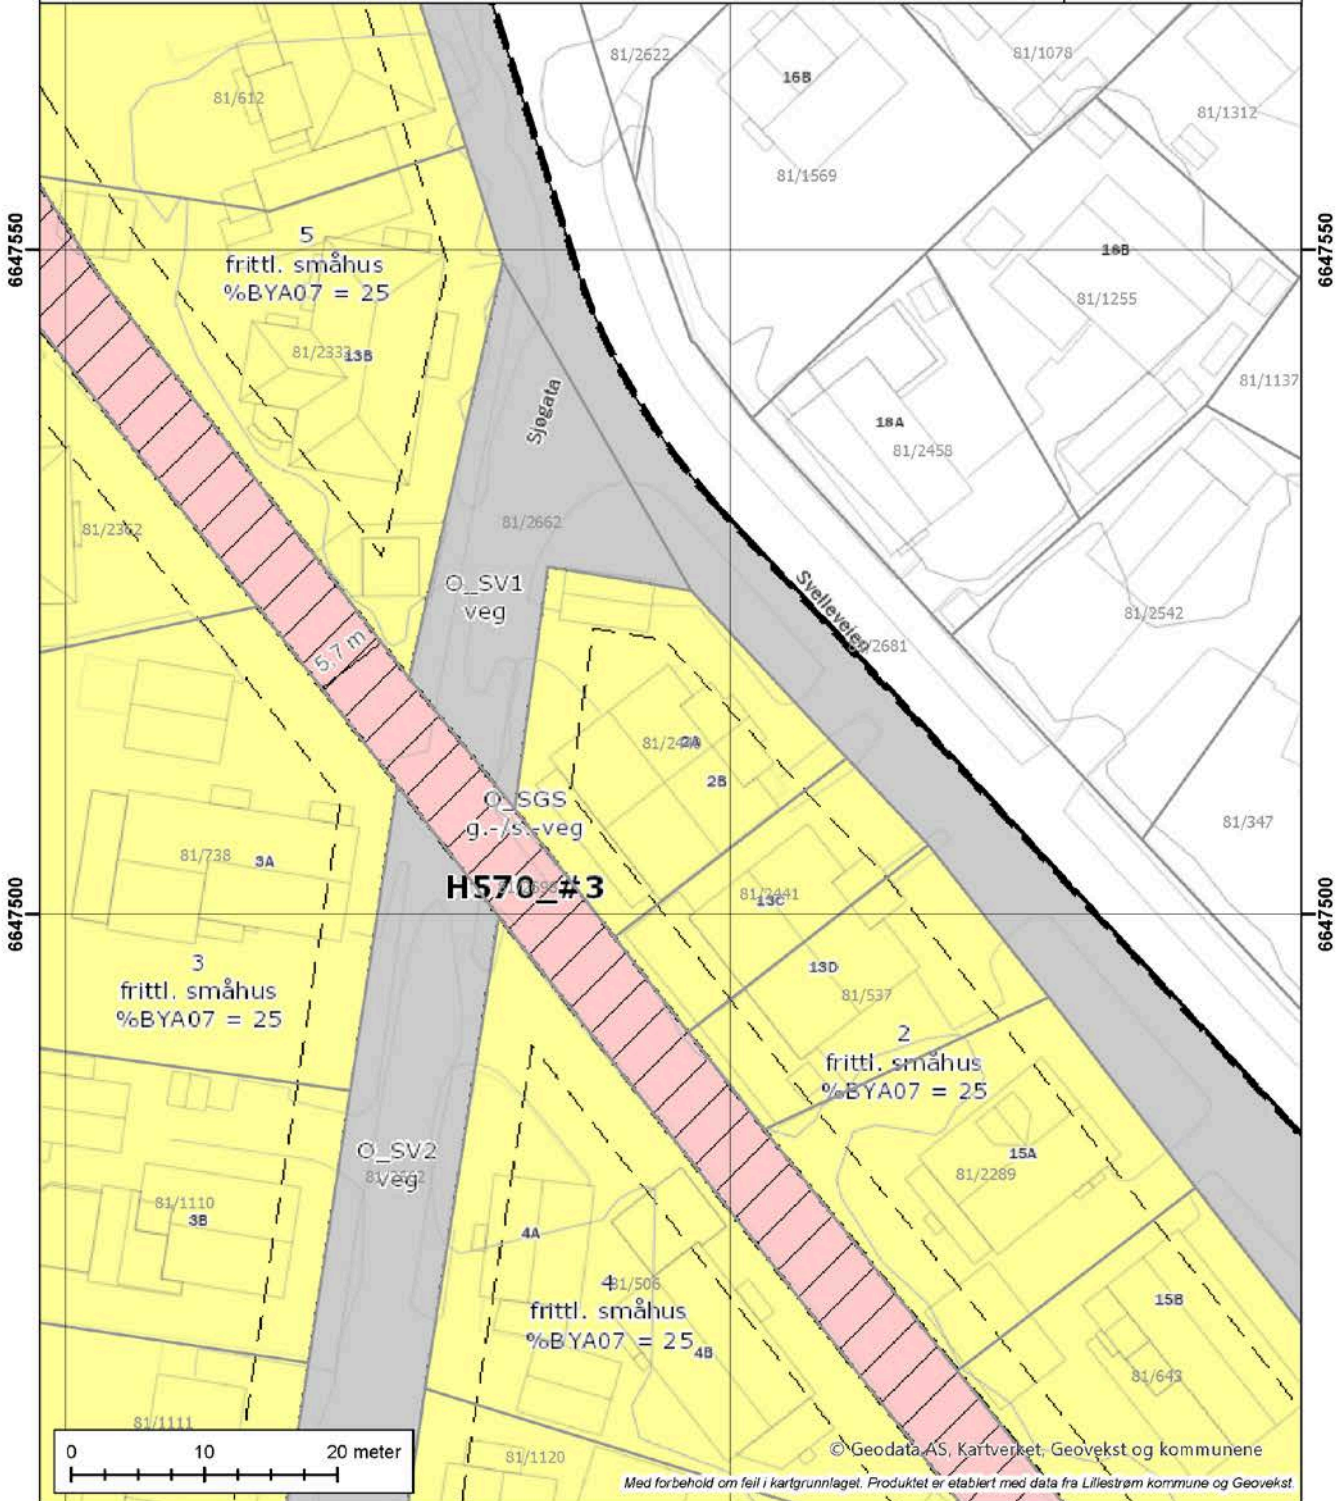 81/2622
16B
81/1078
81/612
81/1312
81/1569
6647550
5
frittl. småhus
%BYA07 = 25
16B
81/1255
6647550
13B
81/1137
Sjøgata
18A
81/2458
81/2362
81/2662
O_SV1
veg
Svelleveien
81/2542
81/2681
5,7 m
2A
2B
O_SGS
g.-/s.-veg
81/347
81/738
3A
H570_#3
81/2441
13C
6647500
6647500
3
frittl. småhus
%BYA07 = 25
13D
81/537
2
frittl. småhus
%BYA07 = 25
O_SV2
veg
15A
81/2289
81/1110
3B
4A
4
81/506
frittl. småhus
%BYA07 = 25
4B
15B
81/643
81/1111
81/1120
0 10 20 meter
© Geodata AS, Kartverket, Geovekst og kommunene
Med forbehold om feil i kartgrunnlaget. Produktet er etablert med data fra Lillestrøm kommune og Geovekst.